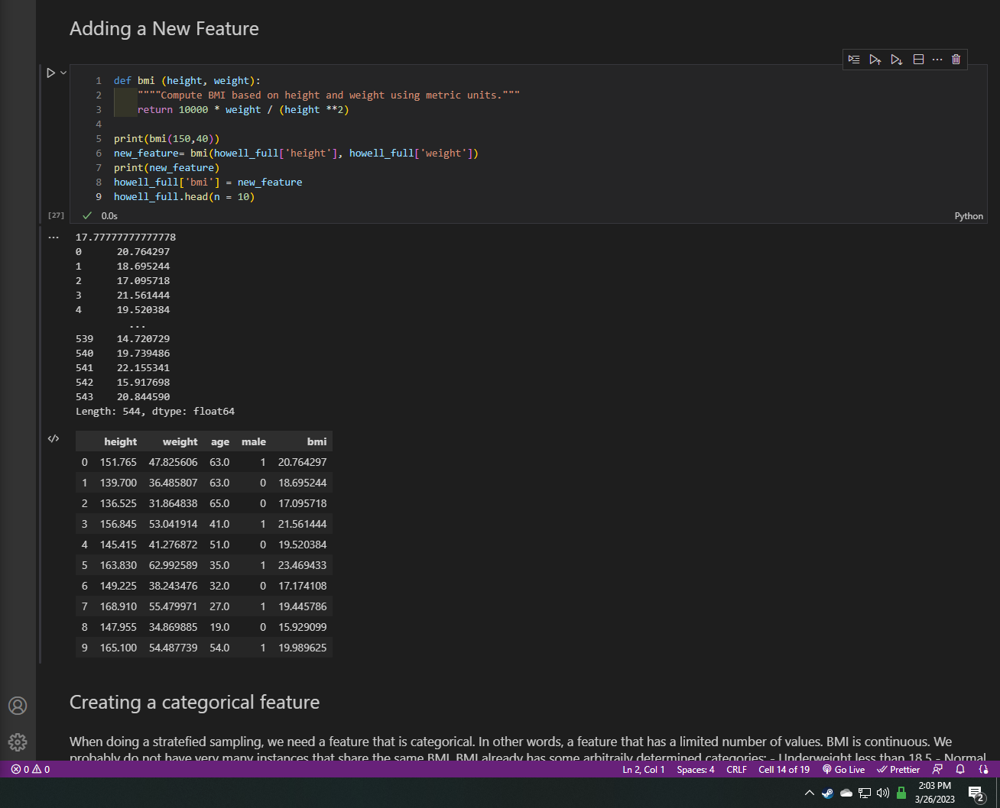 Adding a New Feature
1 def bmi (height, weight):
2 """"Compute BMI based on height and weight using metric units."""
3 return 10000 * weight / (height **2)
4
5 print(bmi(150,40))
6 new_feature= bmi(howell_full['height'], howell_full['weight'])
7 print(new_feature)
8 howell_full['bmi'] = new_feature
9 howell_full.head(n = 10)
[27] 0.0s Python
17.77777777777778
0 20.764297
1 18.695244
2 17.095718
3 21.561444
4 19.520384
...
539 14.720729
540 19.739486
541 22.155341
542 15.917698
543 20.844590
Length: 544, dtype: float64
height weight age male bmi
0 151.765 47.825606 63.0 1 20.764297
1 139.700 36.485807 63.0 0 18.695244
2 136.525 31.864838 65.0 0 17.095718
3 156.845 53.041914 41.0 1 21.561444
4 145.415 41.276872 51.0 0 19.520384
5 163.830 62.992589 35.0 1 23.469433
6 149.225 38.243476 32.0 0 17.174108
7 168.910 55.479971 27.0 1 19.445786
8 147.955 34.869885 19.0 0 15.929099
9 165.100 54.487739 54.0 1 19.989625
Creating a categorical feature
When doing a stratefied sampling, we need a feature that is categorical. In other words, a feature that has a limited number of values. BMI is continuous. We
probably do not have very many instances that share the same BMI. BMI already has some arbitraily determined categories: - Underweight less than 18.5 - Normal
0 0 Ln 2, Col 1 Spaces: 4 CRLF Cell 14 of 19 Go Live Prettier
2:03 PM
3/26/2023
2